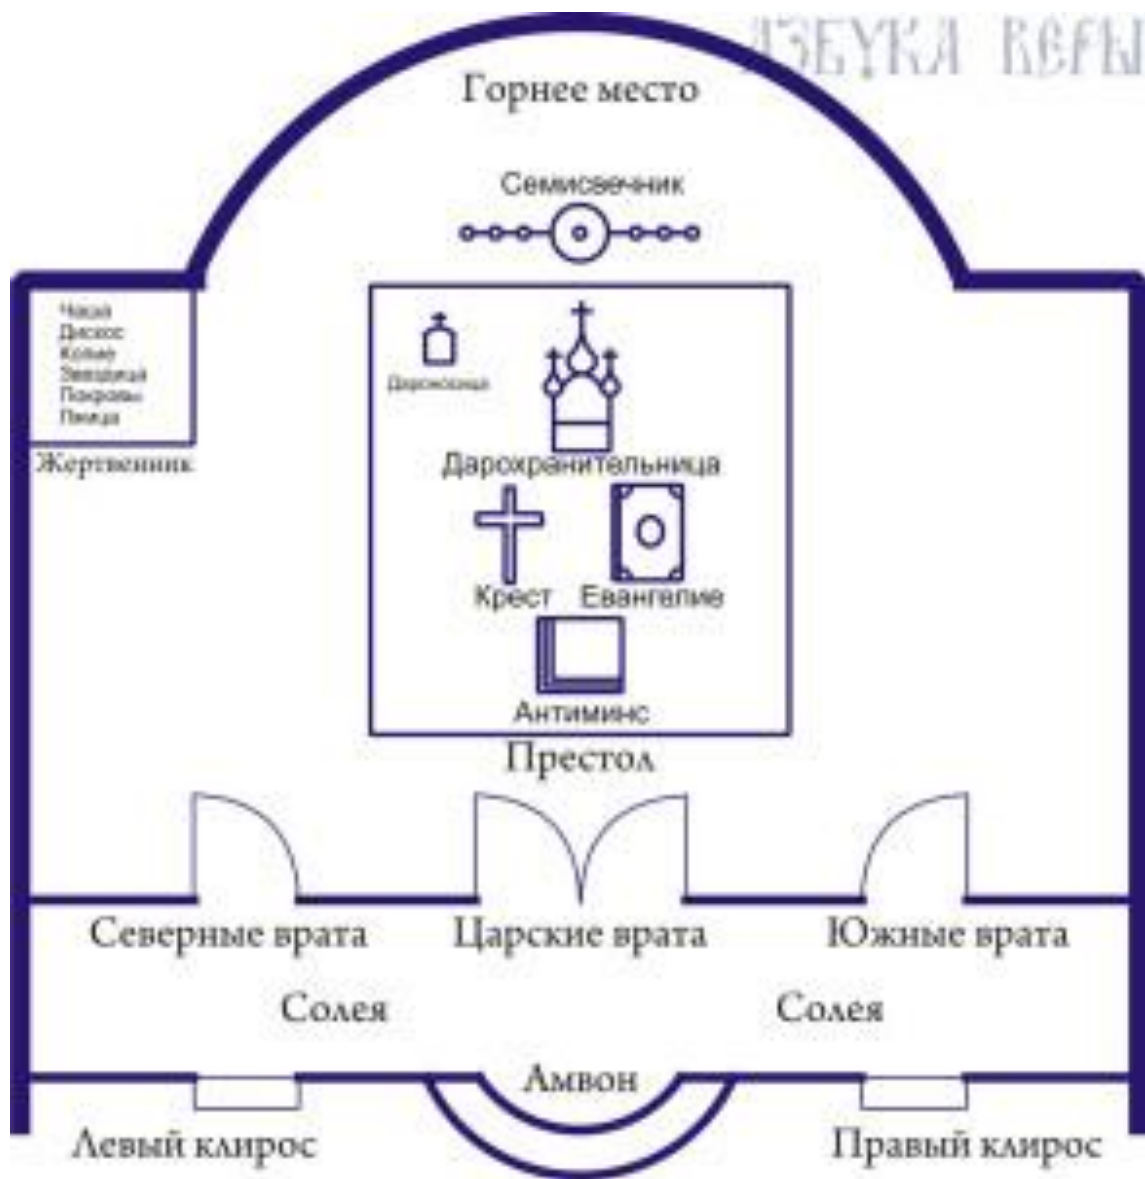 АЗБУКА ВЕРЫ
Горнее место
Семисвечник
Чаша
Дискос
Копие
Звездица
Покровы
Лжица
Жертвенник
Дароносица
Дарохранительница
Крест Евангелие
Антиминс
Престол
Северные врата Царские врата Южные врата
Солея Солея
Амвон
Левый клирос Правый клирос